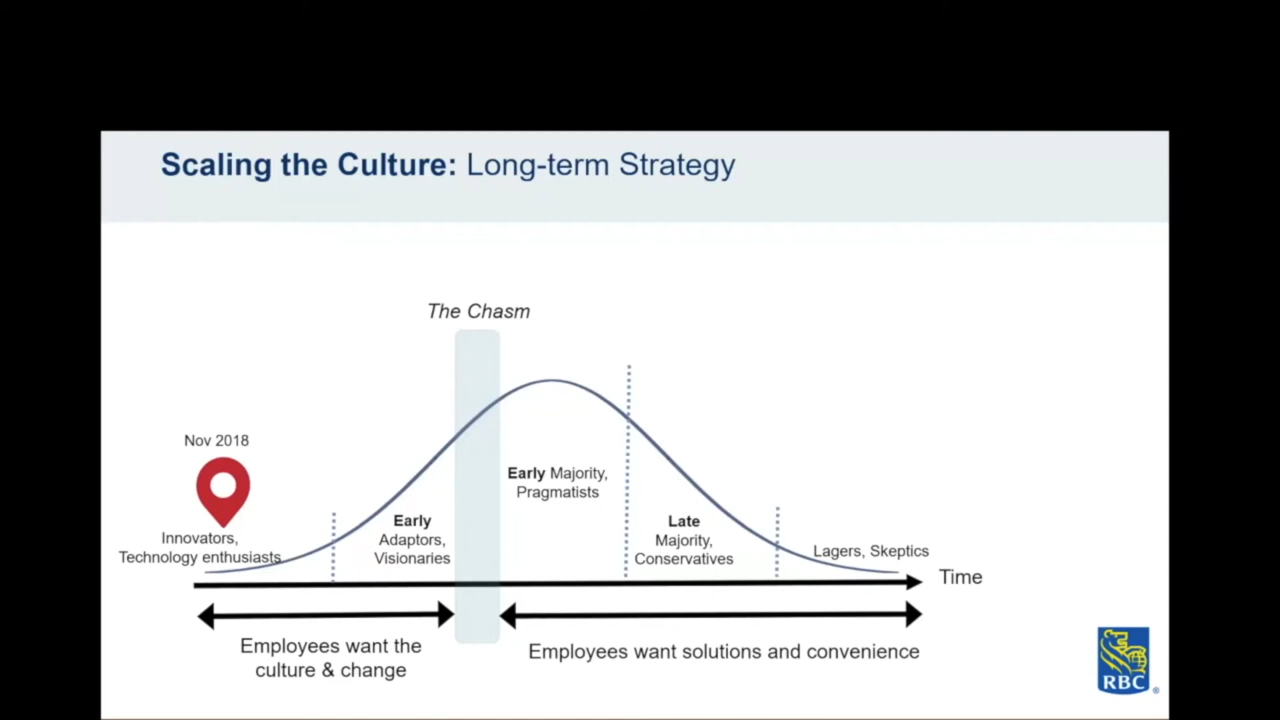 Scaling the Culture: Long-term Strategy
The Chasm
Nov 2018
Innovators,
Technology enthusiasts
Early
Adaptors,
Visionaries
Early Majority,
Pragmatists
Late
Majority,
Conservatives
Lagers, Skeptics
Time
Employees want the
culture & change
Employees want solutions and convenience
RBC
®